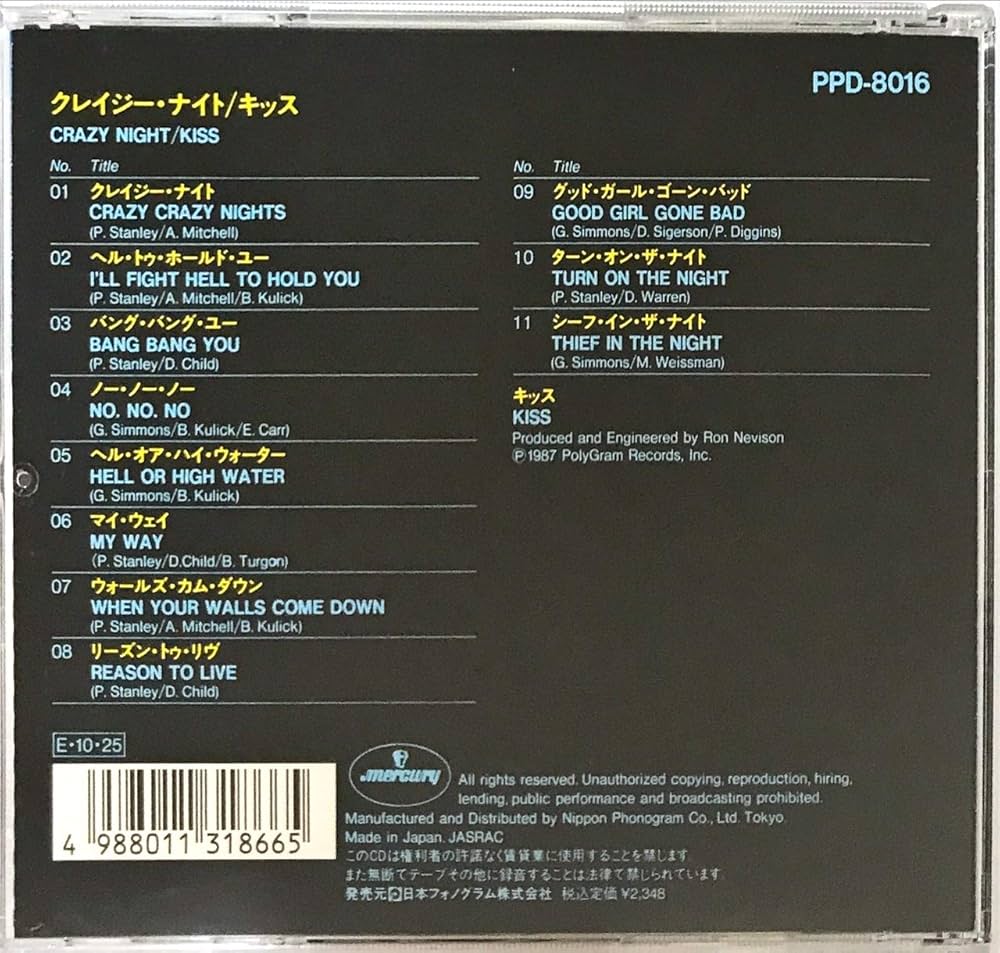 PPD-8016
クレイジー・ナイト/キッス
CRAZY NIGHT/KISS
No. Title
01 クレイジー・ナイト
CRAZY CRAZY NIGHTS
(P. Stanley/A. Mitchell)
02 ヘル・トゥ・ホールド・ユー
I'LL FIGHT HELL TO HOLD YOU
(P. Stanley/A. Mitchell/B. Kulick)
03 バング・バング・ユー
BANG BANG YOU
(P. Stanley/D. Child)
04 ノー・ノー・ノー
NO. NO. NO
(G. Simmons/B. Kulick/E. Carr)
05 ヘル・オア・ハイ・ウォーター
HELL OR HIGH WATER
(G. Simmons/B. Kulick)
06 マイ・ウェイ
MY WAY
(P. Stanley/D.Child/B. Turgon)
07 ウォールズ・カム・ダウン
WHEN YOUR WALLS COME DOWN
(P. Stanley/A. Mitchell/B. Kulick)
08 リーズン・トゥ・リヴ
REASON TO LIVE
(P. Stanley/D. Child)
No. Title
09 グッド・ガール・ゴーン・バッド
GOOD GIRL GONE BAD
(G. Simmons/D. Sigerson/P. Diggins)
10 ターン・オン・ザ・ナイト
TURN ON THE NIGHT
(P. Stanley/D. Warren)
11 シーフ・イン・ザ・ナイト
THIEF IN THE NIGHT
(G. Simmons/M. Weissman)
キッス
KISS
Produced and Engineered by Ron Nevison
Ⓟ1987 PolyGram Records, Inc.
E・10・25
4 988011 318665
mercury
All rights reserved. Unauthorized copying, reproduction, hiring,
lending, public performance and broadcasting prohibited.
Manufactured and Distributed by Nippon Phonogram Co., Ltd. Tokyo.
Made in Japan. JASRAC
このCDは権利者の許諾なく賃貸業に使用することを禁じます。
また無断てテープその他に録音することは法律て禁じられています。
発売元 日本フォノグラム株式会社 税込定価 ¥2,348